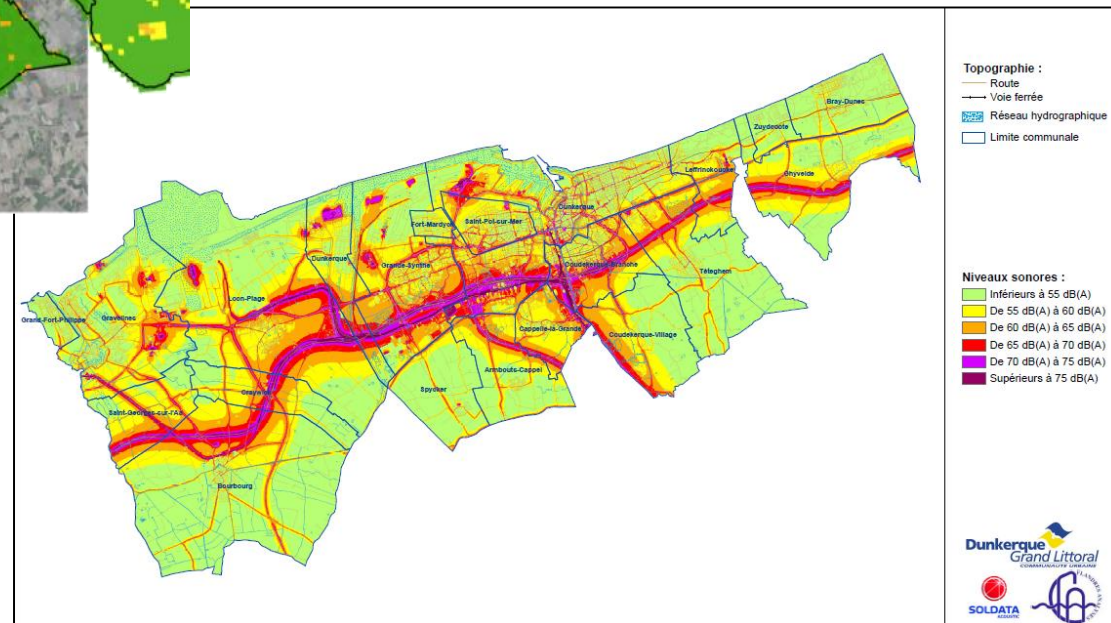 Bray-Dunes
Zuydcoote
Leffrinckoucke
Ghyvelde
Dunkerque
Saint-Pol-sur-Mer
Fort-Mardyck
Dunkerque
Grande-Synthe
Coudekerque-Branche
Téteghem
Loon-Plage
Grand-Fort-Philippe
Gravelines
Cappelle-la-Grande
Coudekerque-Village
Armbouts-Cappel
Spycker
Craywick
Saint-Georges-sur-l'Aa
Bourbourg
Topographie :
Route
Voie ferrée
Réseau hydrographique
Limite communale
Niveaux sonores :
Inférieurs à 55 dB(A)
De 55 dB(A) à 60 dB(A)
De 60 dB(A) à 65 dB(A)
De 65 dB(A) à 70 dB(A)
De 70 dB(A) à 75 dB(A)
Supérieurs à 75 dB(A)
Dunkerque
Grand Littoral
COMMUNAUTÉ URBAINE
SOLDATA
ACOUSTIC